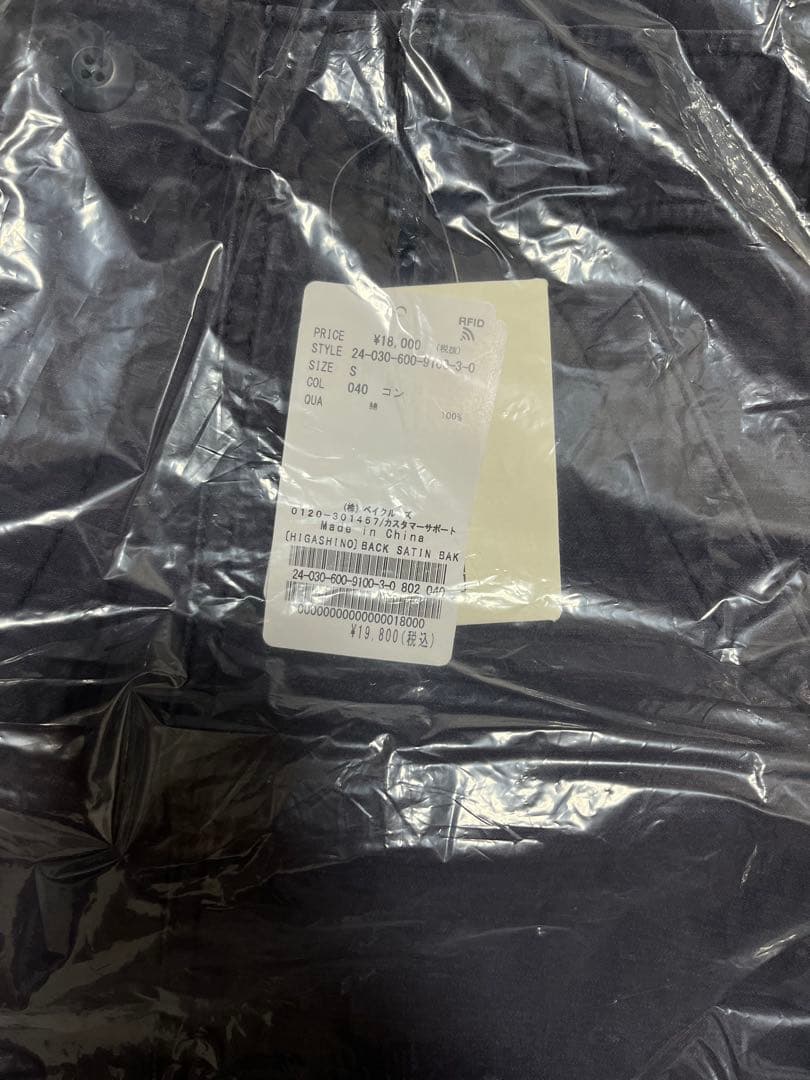 RFID
PRICE ¥18,000 (税抜)
STYLE 24-030-600-9100-3-0
SIZE S
COL 040 コン
QUA 綿 100%
(株)ベイクルーズ
0120-301457/カスタマーサポート
Made in China
[HIGASHINO]BACK SATIN BAK
24-030-600-9100-3-0 802 040
00000000000000018000
¥19,800(税込)